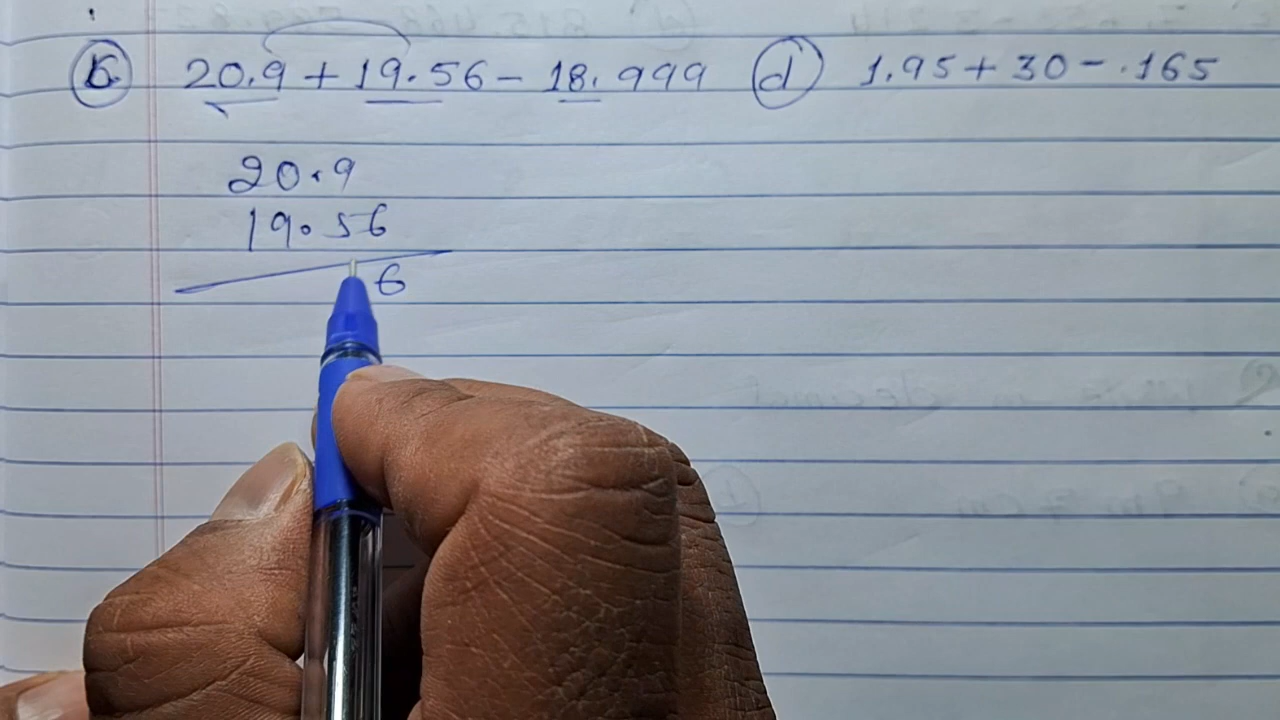 b. 20.9 + 19.56 - 18.999
d 1.95 + 30 - .165
20.9
19.56
6